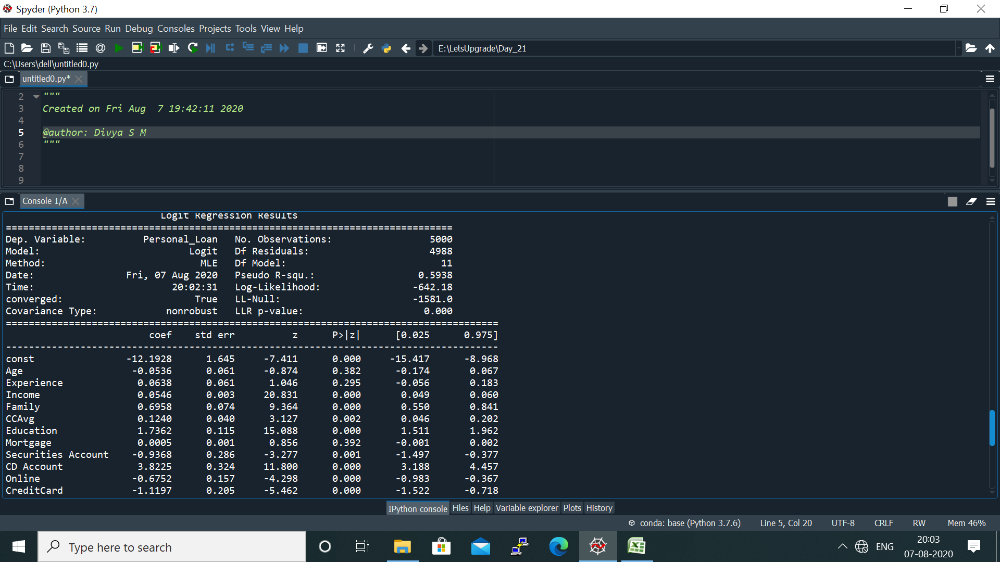 Spyder (Python 3.7)
File Edit Search Source Run Debug Consoles Projects Tools View Help
E:\LetsUpgrade\Day_21
C:\Users\dell\untitled0.py
untitled0.py*
2 """
3 Created on Fri Aug  7 19:42:11 2020
4
5 @author: Divya S M
6 """
7
8
9
Console 1/A
Logit Regression Results
==============================================================================
Dep. Variable: Personal_Loan No. Observations: 5000
Model: Logit Df Residuals: 4988
Method: MLE Df Model: 11
Date: Fri, 07 Aug 2020 Pseudo R-squ.: 0.5938
Time: 20:02:31 Log-Likelihood: -642.18
converged: True LL-Null: -1581.0
Covariance Type: nonrobust LLR p-value: 0.000
======================================================================================
coef std err z P>|z| [0.025 0.975]
--------------------------------------------------------------------------------------
const -12.1928 1.645 -7.411 0.000 -15.417 -8.968
Age -0.0536 0.061 -0.874 0.382 -0.174 0.067
Experience 0.0638 0.061 1.046 0.295 -0.056 0.183
Income 0.0546 0.003 20.831 0.000 0.049 0.060
Family 0.6958 0.074 9.364 0.000 0.550 0.841
CCAvg 0.1240 0.040 3.127 0.002 0.046 0.202
Education 1.7362 0.115 15.088 0.000 1.511 1.962
Mortgage 0.0005 0.001 0.856 0.392 -0.001 0.002
Securities Account -0.9368 0.286 -3.277 0.001 -1.497 -0.377
CD Account 3.8225 0.324 11.800 0.000 3.188 4.457
Online -0.6752 0.157 -4.298 0.000 -0.983 -0.367
CreditCard -1.1197 0.205 -5.462 0.000 -1.522 -0.718
IPython console Files Help Variable explorer Plots History
conda: base (Python 3.7.6) Line 5, Col 20 UTF-8 CRLF RW Mem 46%
Type here to search
ENG
20:03
07-08-2020